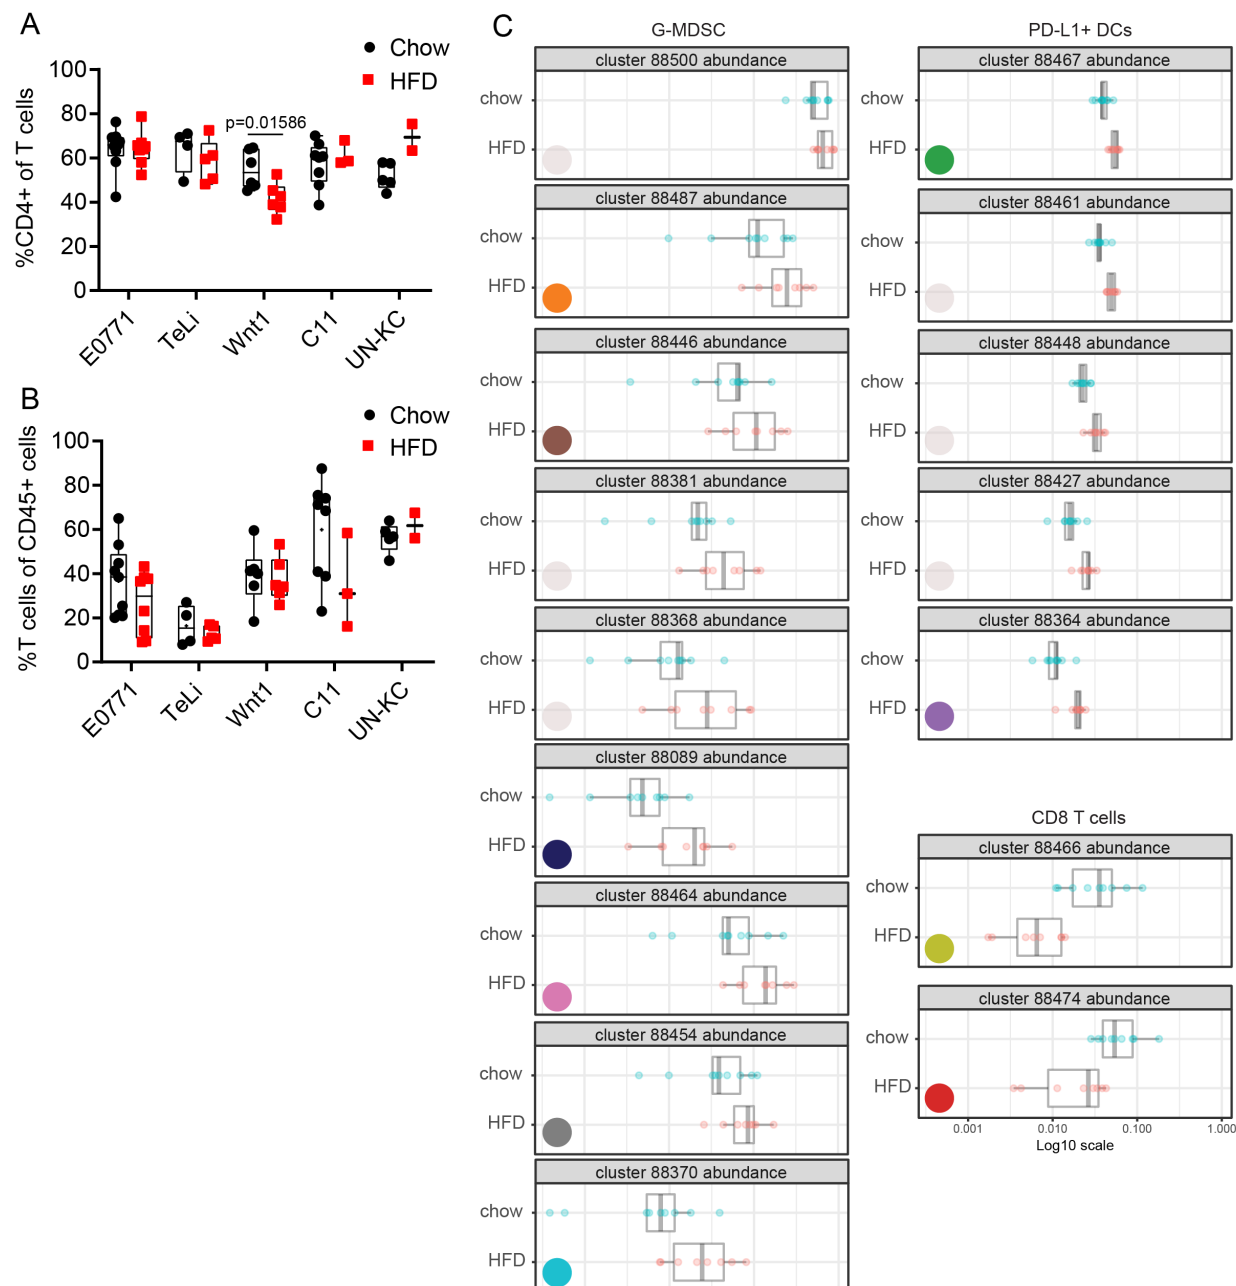 A
Chow
HFD
%CD4+ of T cells
100
80
60
40
20
0
p=0.01586
E0771
TeLi
Wnt1
C11
UN-KC
B
Chow
HFD
%T cells of CD45+ cells
100
80
60
40
20
0
E0771
TeLi
Wnt1
C11
UN-KC
C
G-MDSC
cluster 88500 abundance
chow
HFD
cluster 88487 abundance
chow
HFD
cluster 88446 abundance
chow
HFD
cluster 88381 abundance
chow
HFD
cluster 88368 abundance
chow
HFD
cluster 88089 abundance
chow
HFD
cluster 88464 abundance
chow
HFD
cluster 88454 abundance
chow
HFD
cluster 88370 abundance
chow
HFD
PD-L1+ DCs
cluster 88467 abundance
chow
HFD
cluster 88461 abundance
chow
HFD
cluster 88448 abundance
chow
HFD
cluster 88427 abundance
chow
HFD
cluster 88364 abundance
chow
HFD
CD8 T cells
cluster 88466 abundance
chow
HFD
cluster 88474 abundance
chow
HFD
0.001 0.010 0.100 1.000
Log10 scale